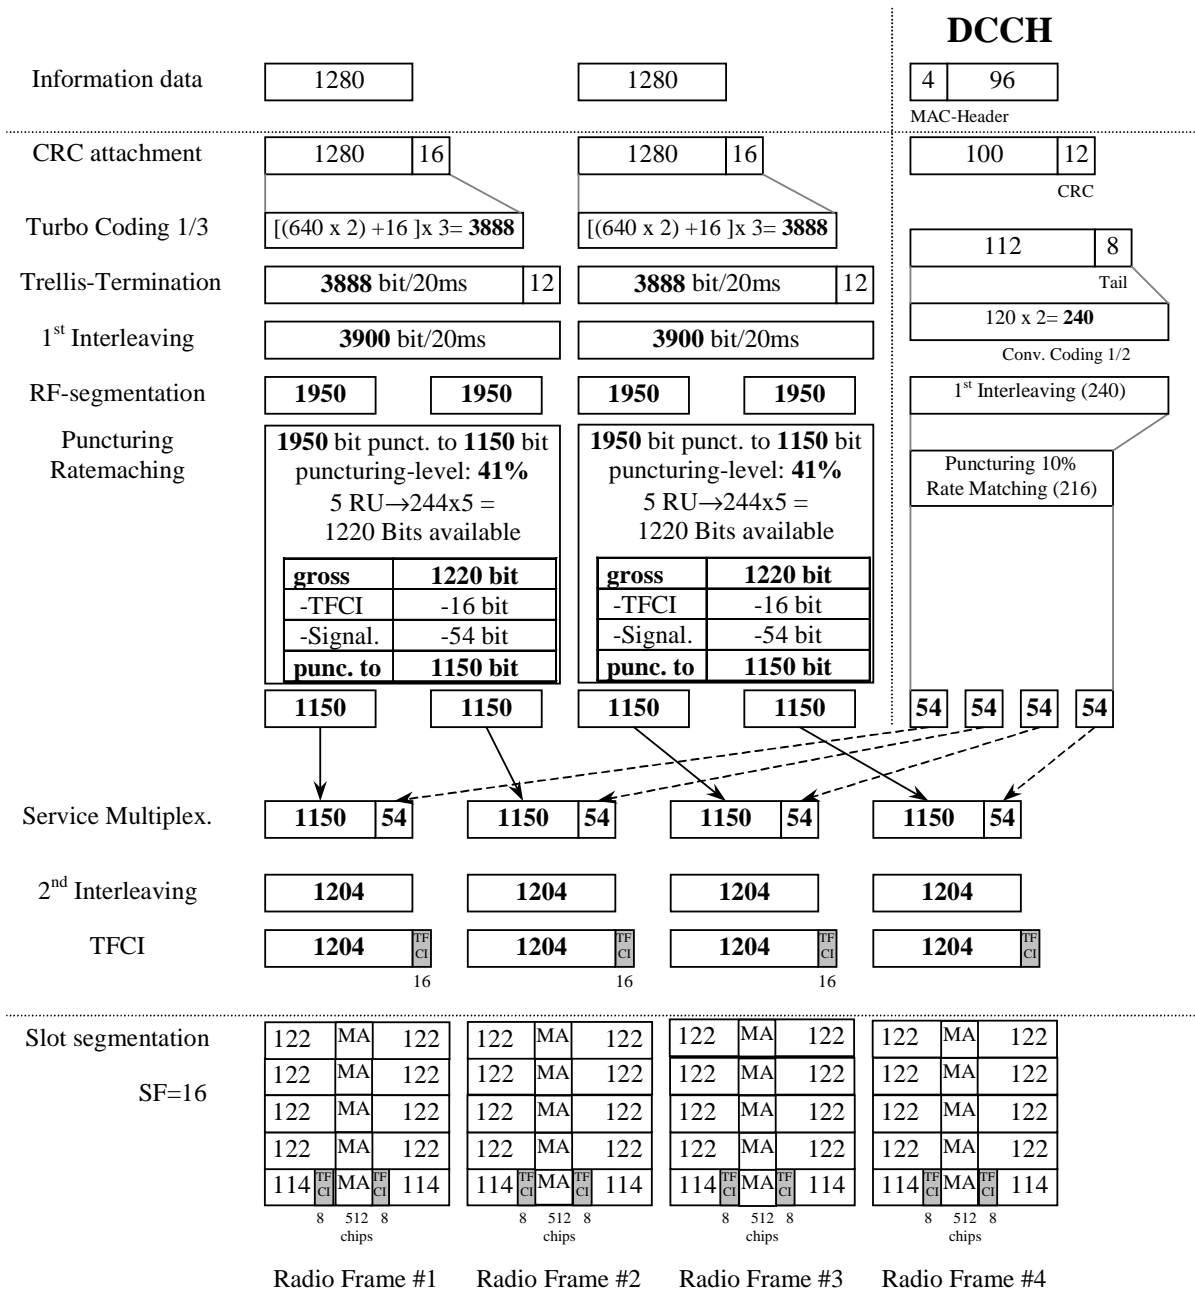 DCCH
Information data 1280 1280 4 96
MAC-Header
CRC attachment 1280 16 1280 16 100 12
CRC
Turbo Coding 1/3 [(640 x 2) +16 ]x 3= 3888 [(640 x 2) +16 ]x 3= 3888
112 8
Tail
Trellis-Termination 3888 bit/20ms 12 3888 bit/20ms 12
120 x 2= 240
Conv. Coding 1/2
1st Interleaving 3900 bit/20ms 3900 bit/20ms
RF-segmentation 1950 1950 1950 1950 1st Interleaving (240)
Puncturing
Ratemaching
1950 bit punct. to 1150 bit
puncturing-level: 41%
5 RU→244x5 =
1220 Bits available
gross 1220 bit
-TFCI -16 bit
-Signal. -54 bit
punc. to 1150 bit
1950 bit punct. to 1150 bit
puncturing-level: 41%
5 RU→244x5 =
1220 Bits available
gross 1220 bit
-TFCI -16 bit
-Signal. -54 bit
punc. to 1150 bit
Puncturing 10%
Rate Matching (216)
1150 1150 1150 1150 54 54 54 54
Service Multiplex. 1150 54 1150 54 1150 54 1150 54
2nd Interleaving 1204 1204 1204 1204
TFCI 1204 TF CI 1204 TF CI 1204 TF CI 1204 TF CI
16 16 16
Slot segmentation 122 MA 122 122 MA 122 122 MA 122 122 MA 122
SF=16 122 MA 122 122 MA 122 122 MA 122 122 MA 122
122 MA 122 122 MA 122 122 MA 122 122 MA 122
122 MA 122 122 MA 122 122 MA 122 122 MA 122
114 TF CI MA TF CI 114 114 TF CI MA TF CI 114 114 TF CI MA TF CI 114 114 TF CI MA TF CI 114
8 512 8 8 512 8 8 512 8 8 512 8
chips chips chips chips
Radio Frame #1 Radio Frame #2 Radio Frame #3 Radio Frame #4